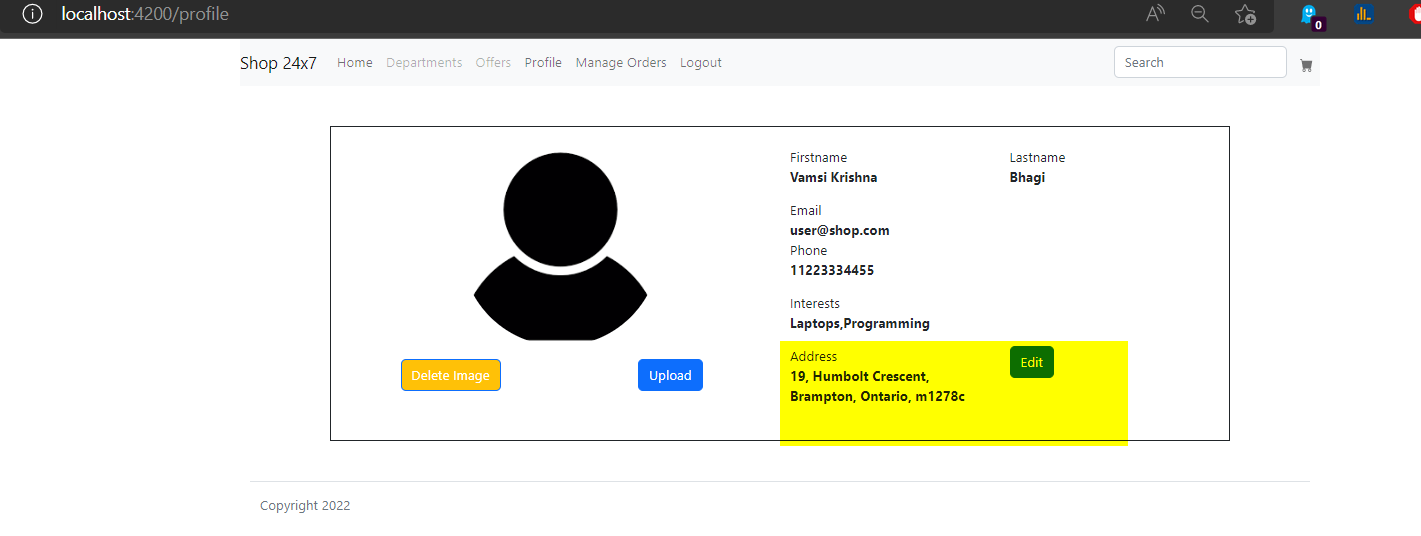 localhost:4200/profile
0
Shop 24x7 Home Departments Offers Profile Manage Orders Logout Search
Firstname Lastname
Vamsi Krishna Bhagi
Email
user@shop.com
Phone
11223334455
Interests
Laptops,Programming
Address Edit
19, Humbolt Crescent,
Brampton, Ontario, m1278c
Delete Image Upload
Copyright 2022